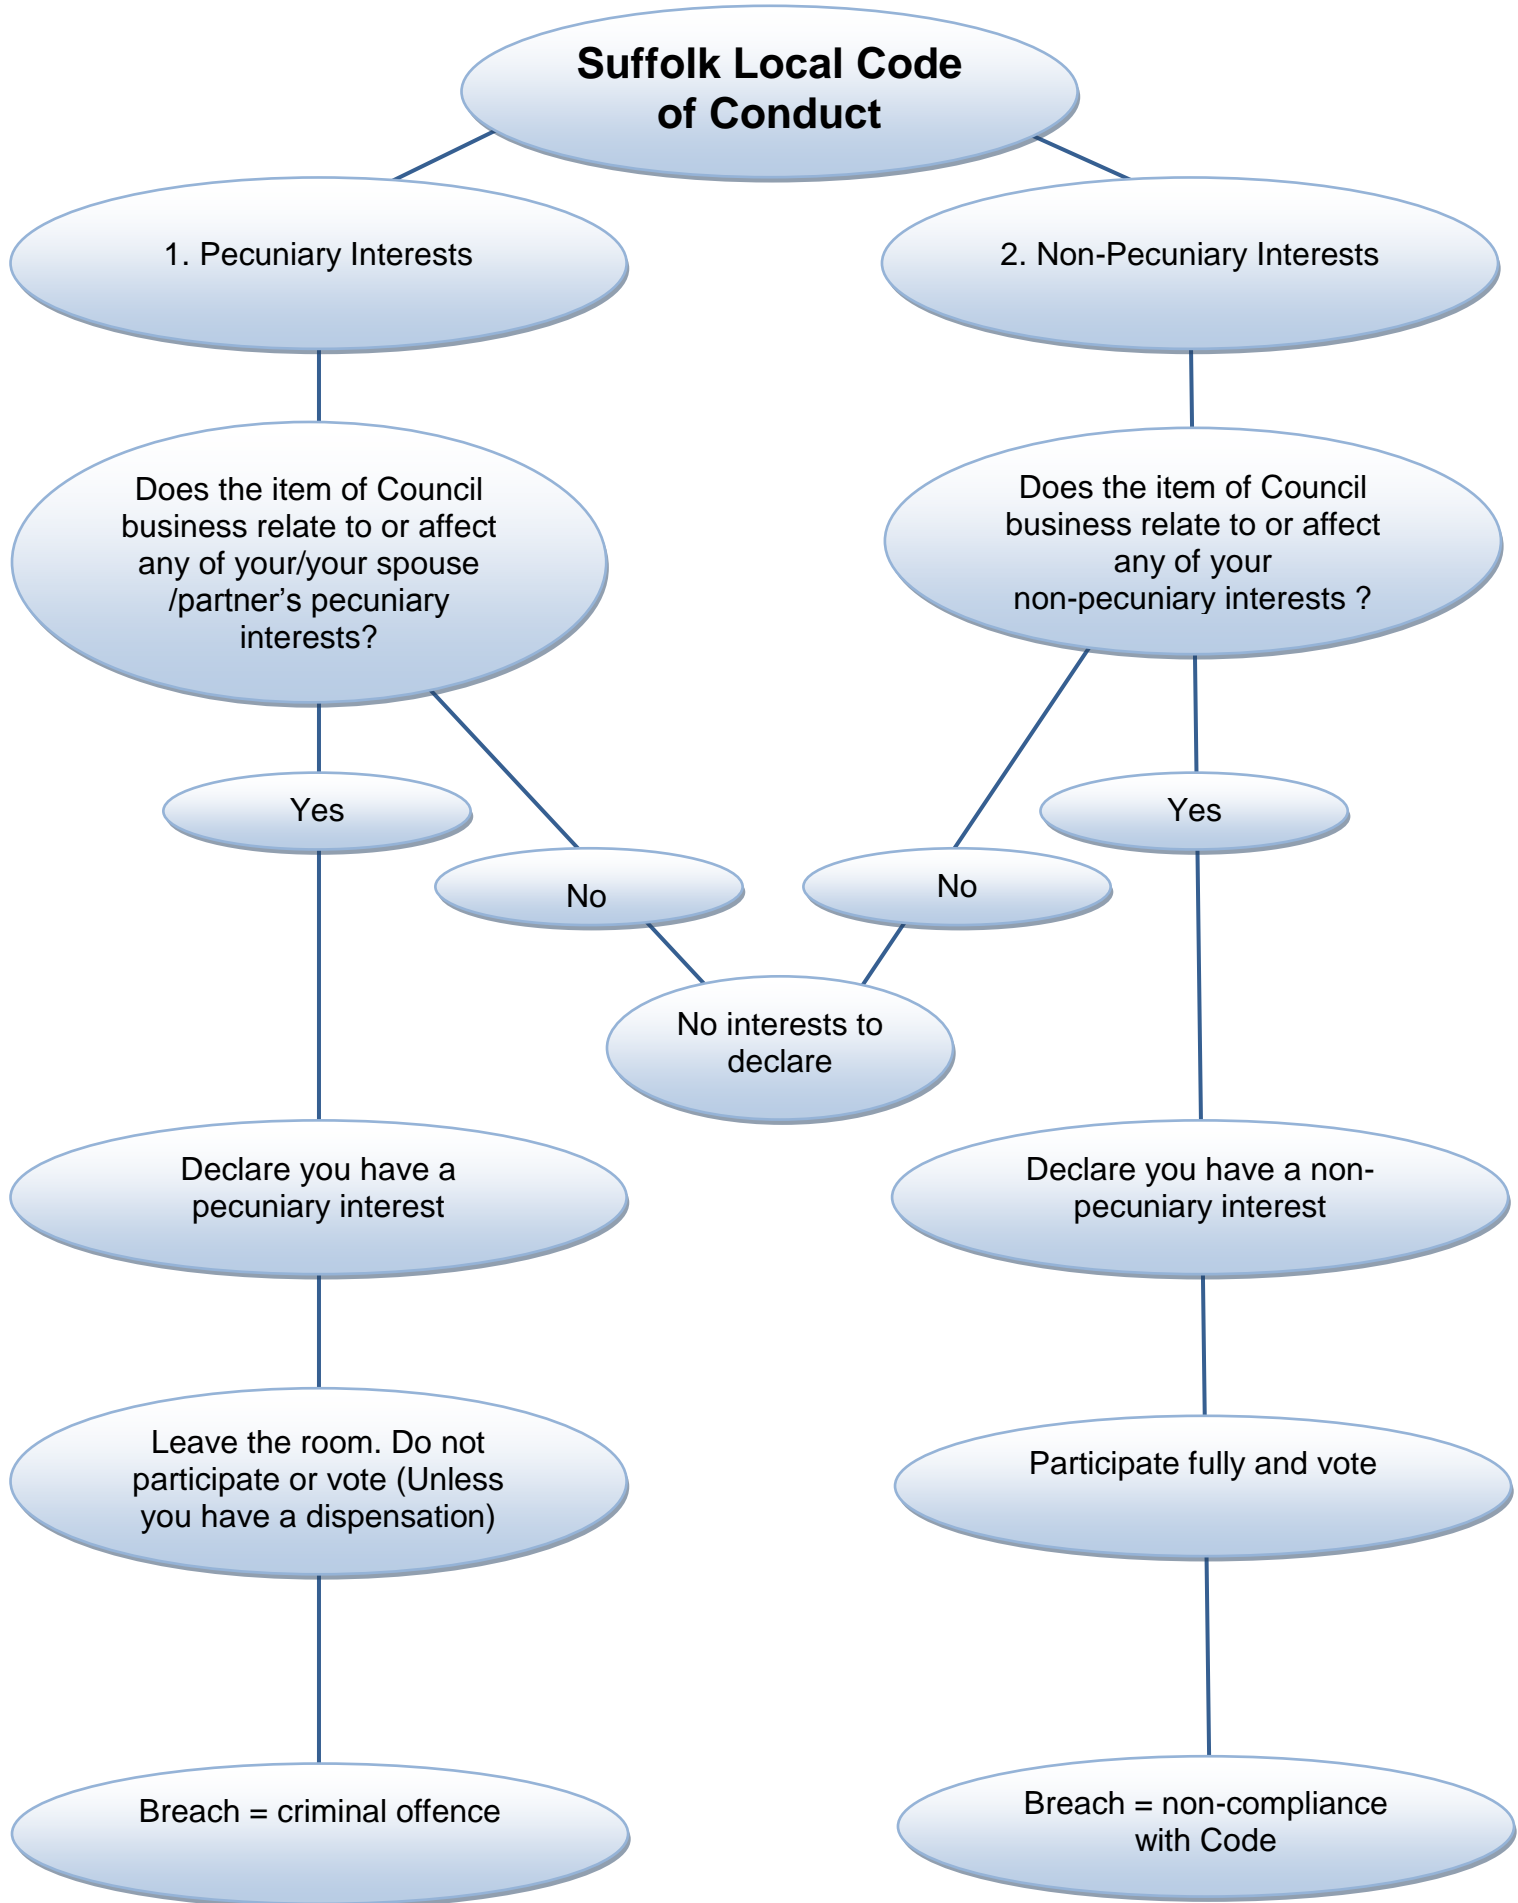 Suffolk Local Code
of Conduct
1. Pecuniary Interests
2. Non-Pecuniary Interests
Does the item of Council
business relate to or affect
any of your/your spouse
/partner’s pecuniary
interests?
Does the item of Council
business relate to or affect
any of your
non-pecuniary interests ?
Yes
No
No
Yes
No interests to
declare
Declare you have a
pecuniary interest
Declare you have a non-
pecuniary interest
Leave the room. Do not
participate or vote (Unless
you have a dispensation)
Participate fully and vote
Breach = criminal offence
Breach = non-compliance
with Code